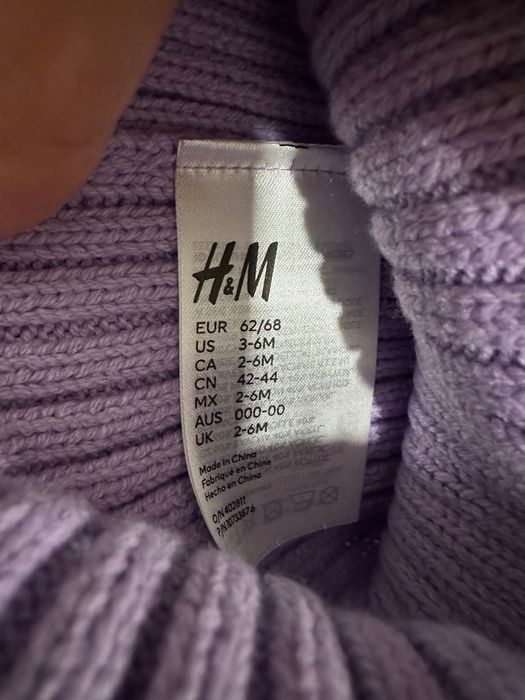 H&M
EUR 62/68
US 3-6M
CA 2-6M
CN 42-44
MX 2-6M
AUS 000-00
UK 2-6M
Made in China
Fabriqué en Chine
Hecho en China
O/N 402811
P/N 10733876